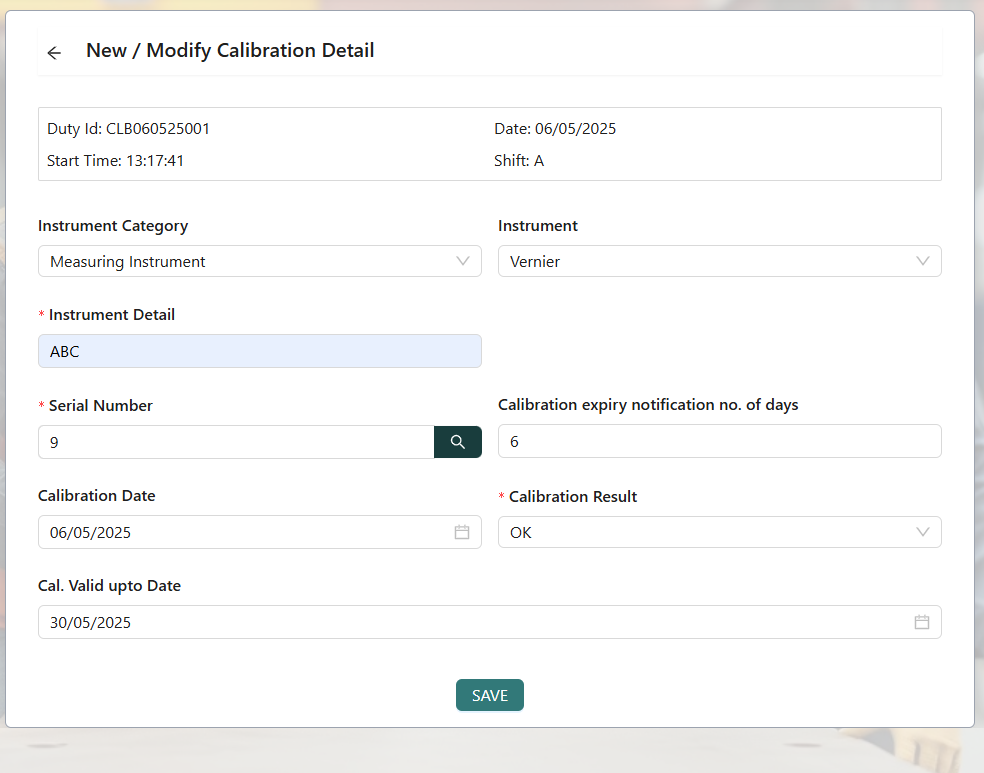 New / Modify Calibration Detail
Duty Id: CLB060525001 Date: 06/05/2025
Start Time: 13:17:41 Shift: A
Instrument Category Instrument
Measuring Instrument Vernier
* Instrument Detail
ABC
* Serial Number Calibration expiry notification no. of days
9 6
Calibration Date * Calibration Result
06/05/2025 OK
Cal. Valid upto Date
30/05/2025
SAVE